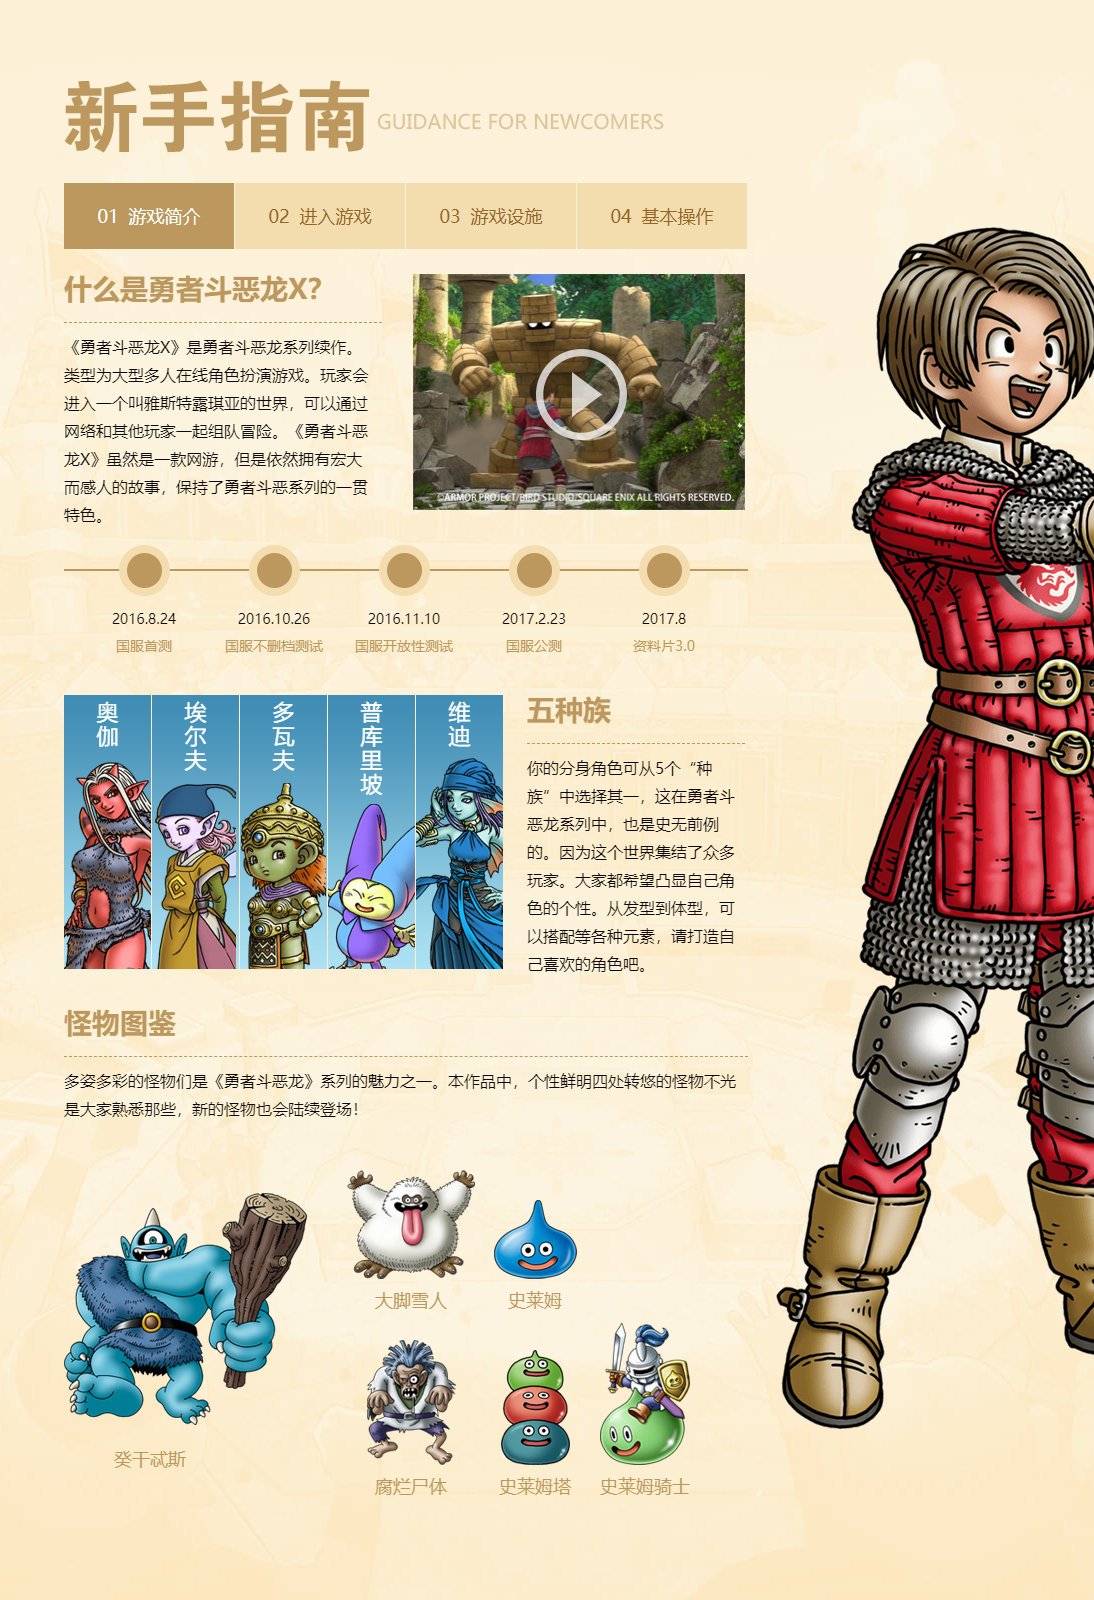 新手指南 GUIDANCE FOR NEWCOMERS
01 游戏简介
02 进入游戏
03 游戏设施
04 基本操作
什么是勇者斗恶龙X?
《勇者斗恶龙X》是勇者斗恶龙系列续作。
类型为大型多人在线角色扮演游戏。玩家会
进入一个叫雅斯特露琪亚的世界，可以通过
网络和其他玩家一起组队冒险。《勇者斗恶
龙X》虽然是一款网游，但是依然拥有宏大
而感人的故事，保持了勇者斗恶系列的一贯
特色。
©ARMOR PROJECT/BIRD STUDIO/SQUARE ENIX ALL RIGHTS RESERVED.
2016.8.24
国服首测
2016.10.26
国服不删档测试
2016.11.10
国服开放性测试
2017.2.23
国服公测
2017.8
资料片3.0
奥伽
埃尔夫
多瓦夫
普库里坡
维迪
五种族
你的分身角色可从5个“种
族”中选择其一，这在勇者斗
恶龙系列中，也是史无前例
的。因为这个世界集结了众多
玩家。大家都希望凸显自己角
色的个性。从发型到体型，可
以搭配等各种元素，请打造自
己喜欢的角色吧。
怪物图鉴
多姿多彩的怪物们是《勇者斗恶龙》系列的魅力之一。本作品中，个性鲜明四处转悠的怪物不光
是大家熟悉那些，新的怪物也会陆续登场！
大脚雪人
史莱姆
癸干忒斯
腐烂尸体
史莱姆塔
史莱姆骑士